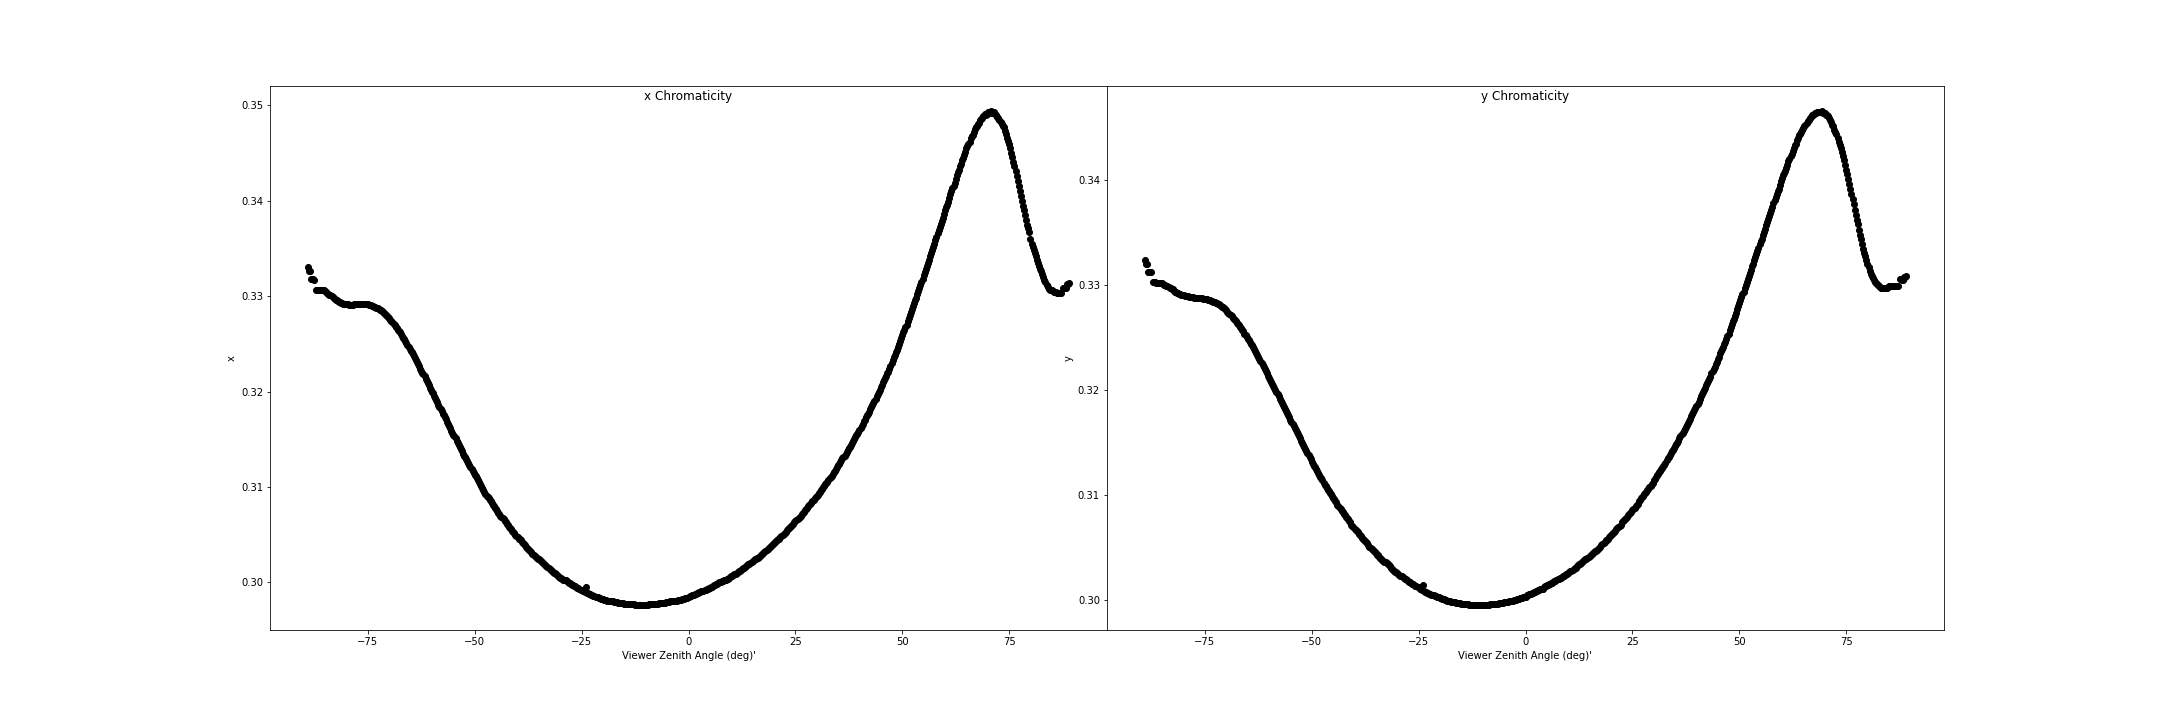 x Chromaticity
0.35
0.34
0.33
0.32
0.31
0.30
x
−75 −50 −25 0 25 50 75
Viewer Zenith Angle (deg)'
y Chromaticity
0.34
0.33
0.32
0.31
0.30
y
−75 −50 −25 0 25 50 75
Viewer Zenith Angle (deg)'